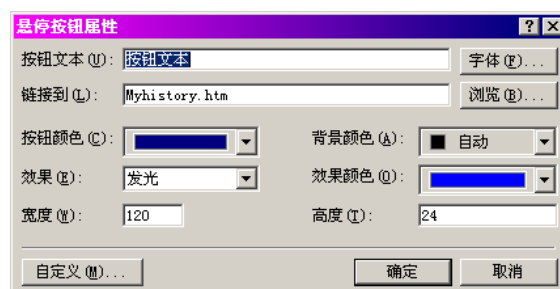 悬停按钮属性
按钮文本(U): 按钮文本 字体(F)...
链接到(L): Myhistory.htm 浏览(B)...
按钮颜色(C): 背景颜色(A): 自动
效果(E): 发光 效果颜色(O):
宽度(W): 120 高度(I): 24
自定义(M)... 确定 取消